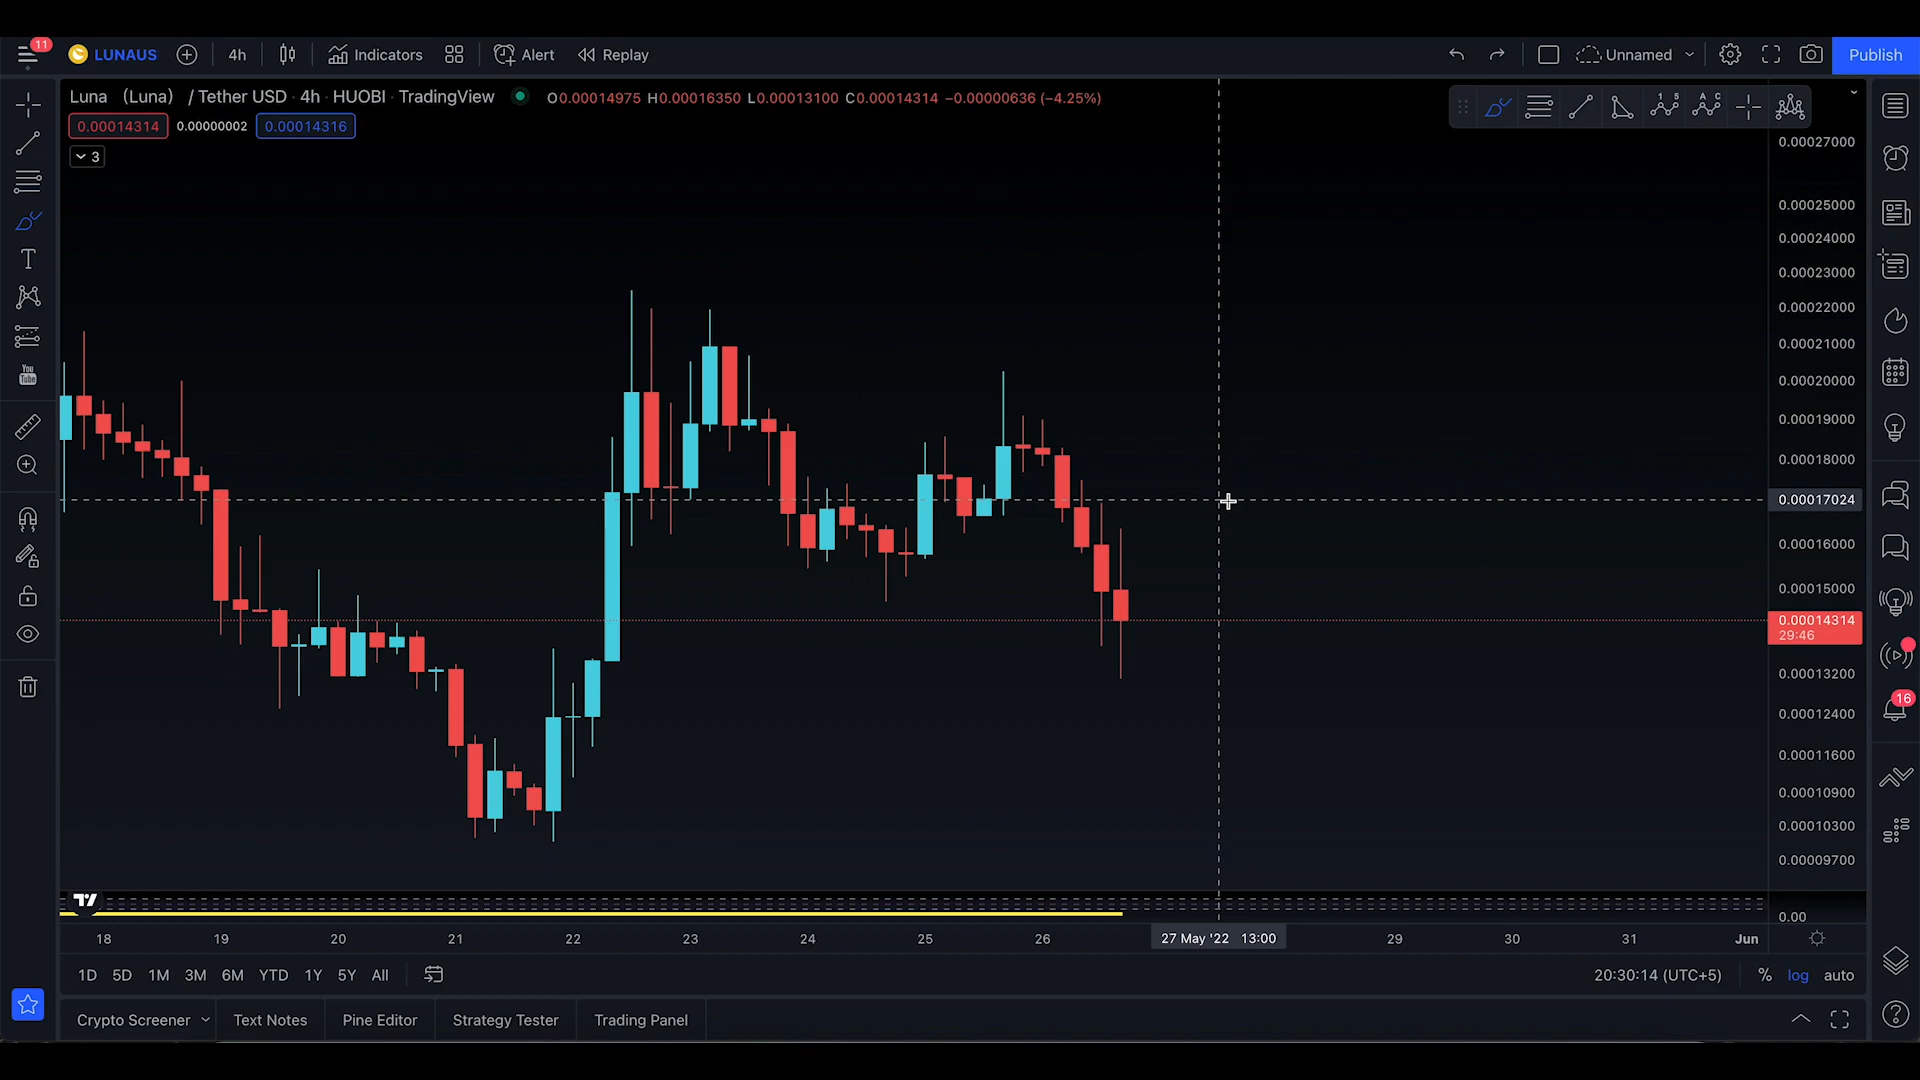 11
LUNAUS 4h Indicators Alert Replay Unnamed Publish
Luna (Luna) / Tether USD · 4h · HUOBI · TradingView O0.00014975 H0.00016350 L0.00013100 C0.00014314 −0.00000636 (−4.25%)
0.00014314 0.00000002 0.00014316
3
1 5
A C
T
You
Tube
0.00027000
0.00025000
0.00024000
0.00023000
0.00022000
0.00021000
0.00020000
0.00019000
0.00018000
0.00017024
0.00016000
0.00015000
0.00014314
29:46
0.00013200
0.00012400
0.00011600
0.00010900
0.00010300
0.00009700
0.00
16
18 19 20 21 22 23 24 25 26 27 May '22 13:00 29 30 31 Jun
1D 5D 1M 3M 6M YTD 1Y 5Y All 20:30:14 (UTC+5) % log auto
Crypto Screener Text Notes Pine Editor Strategy Tester Trading Panel